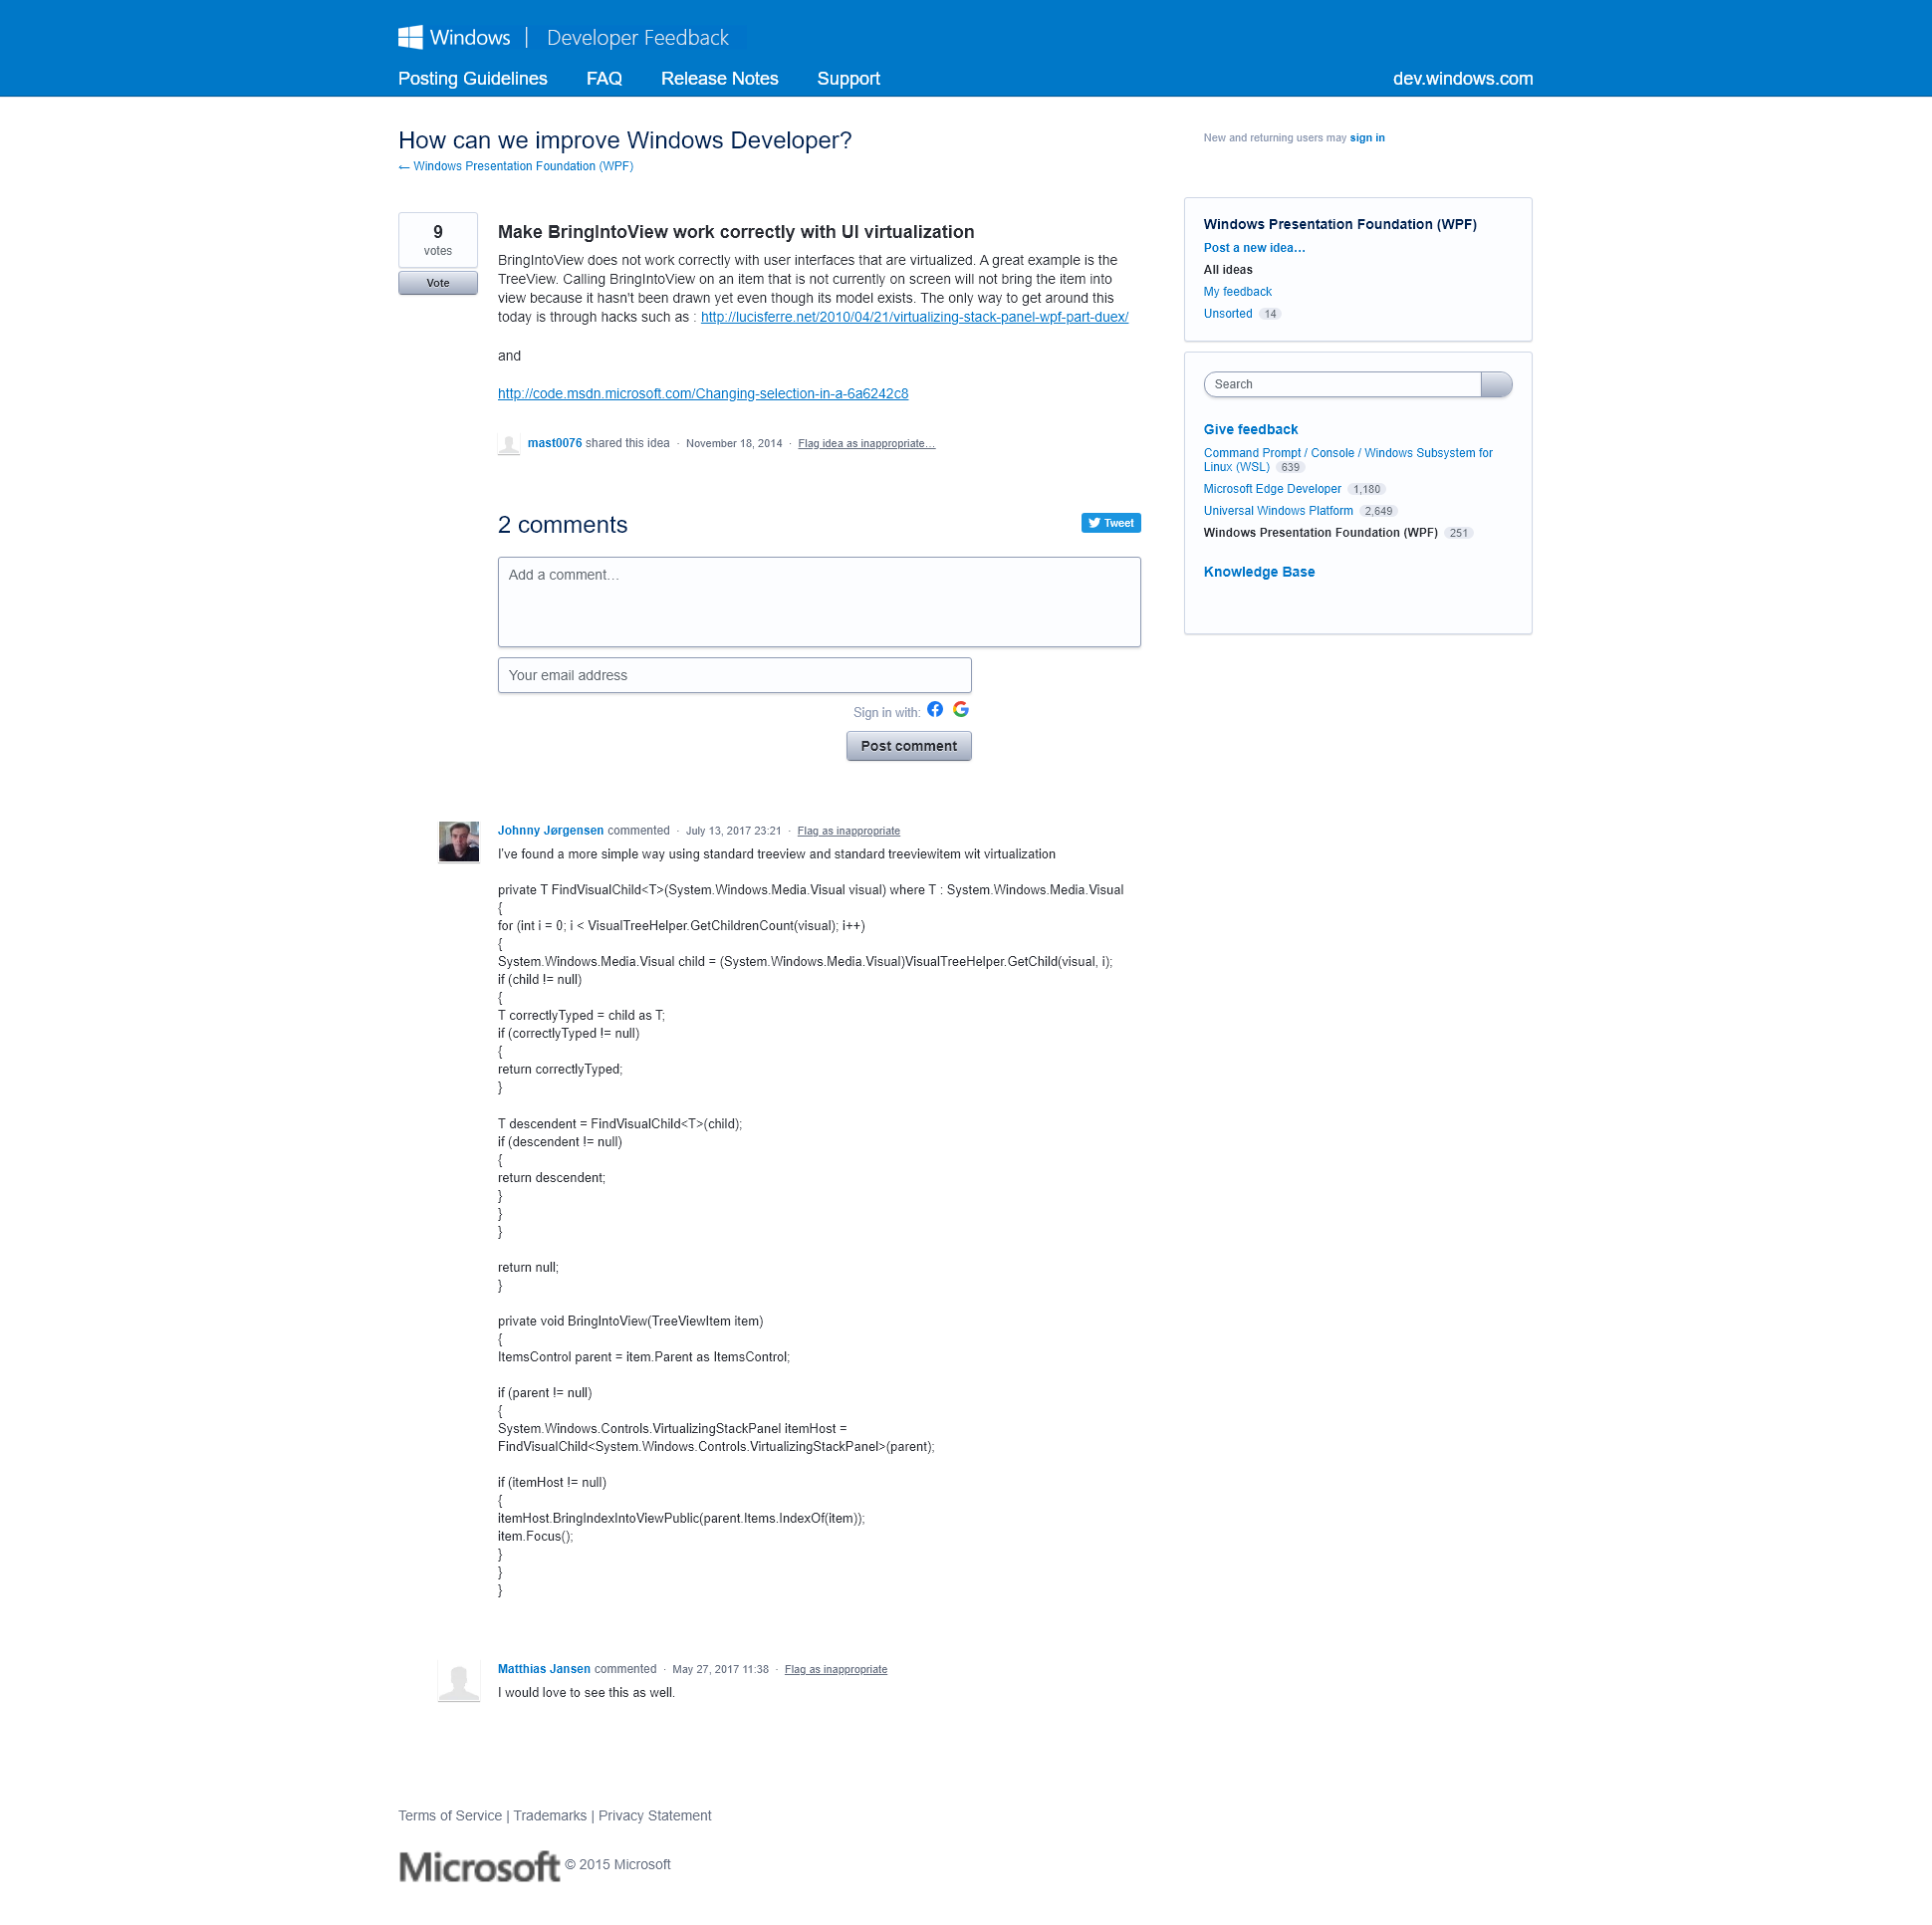 Windows | Developer Feedback
Posting Guidelines FAQ Release Notes Support dev.windows.com
How can we improve Windows Developer?
← Windows Presentation Foundation (WPF)
New and returning users may sign in
9
votes
Vote
Make BringIntoView work correctly with UI virtualization
BringIntoView does not work correctly with user interfaces that are virtualized. A great example is the
TreeView. Calling BringIntoView on an item that is not currently on screen will not bring the item into
view because it hasn't been drawn yet even though its model exists. The only way to get around this
today is through hacks such as : http://lucisferre.net/2010/04/21/virtualizing-stack-panel-wpf-part-duex/
and
http://code.msdn.microsoft.com/Changing-selection-in-a-6a6242c8
mast0076 shared this idea · November 18, 2014 · Flag idea as inappropriate…
2 comments
Tweet
Add a comment…
Your email address
Sign in with:
Post comment
Johnny Jørgensen commented · July 13, 2017 23:21 · Flag as inappropriate
I've found a more simple way using standard treeview and standard treeviewitem wit virtualization
private T FindVisualChild<T>(System.Windows.Media.Visual visual) where T : System.Windows.Media.Visual
{
for (int i = 0; i < VisualTreeHelper.GetChildrenCount(visual); i++)
{
System.Windows.Media.Visual child = (System.Windows.Media.Visual)VisualTreeHelper.GetChild(visual, i);
if (child != null)
{
T correctlyTyped = child as T;
if (correctlyTyped != null)
{
return correctlyTyped;
}
T descendent = FindVisualChild<T>(child);
if (descendent != null)
{
return descendent;
}
}
}
return null;
}
private void BringIntoView(TreeViewItem item)
{
ItemsControl parent = item.Parent as ItemsControl;
if (parent != null)
{
System.Windows.Controls.VirtualizingStackPanel itemHost =
FindVisualChild<System.Windows.Controls.VirtualizingStackPanel>(parent);
if (itemHost != null)
{
itemHost.BringIndexIntoViewPublic(parent.Items.IndexOf(item));
item.Focus();
}
}
}
Matthias Jansen commented · May 27, 2017 11:38 · Flag as inappropriate
I would love to see this as well.
Windows Presentation Foundation (WPF)
Post a new idea…
All ideas
My feedback
Unsorted 14
Search
Give feedback
Command Prompt / Console / Windows Subsystem for
Linux (WSL) 639
Microsoft Edge Developer 1,180
Universal Windows Platform 2,649
Windows Presentation Foundation (WPF) 251
Knowledge Base
Terms of Service | Trademarks | Privacy Statement
Microsoft © 2015 Microsoft